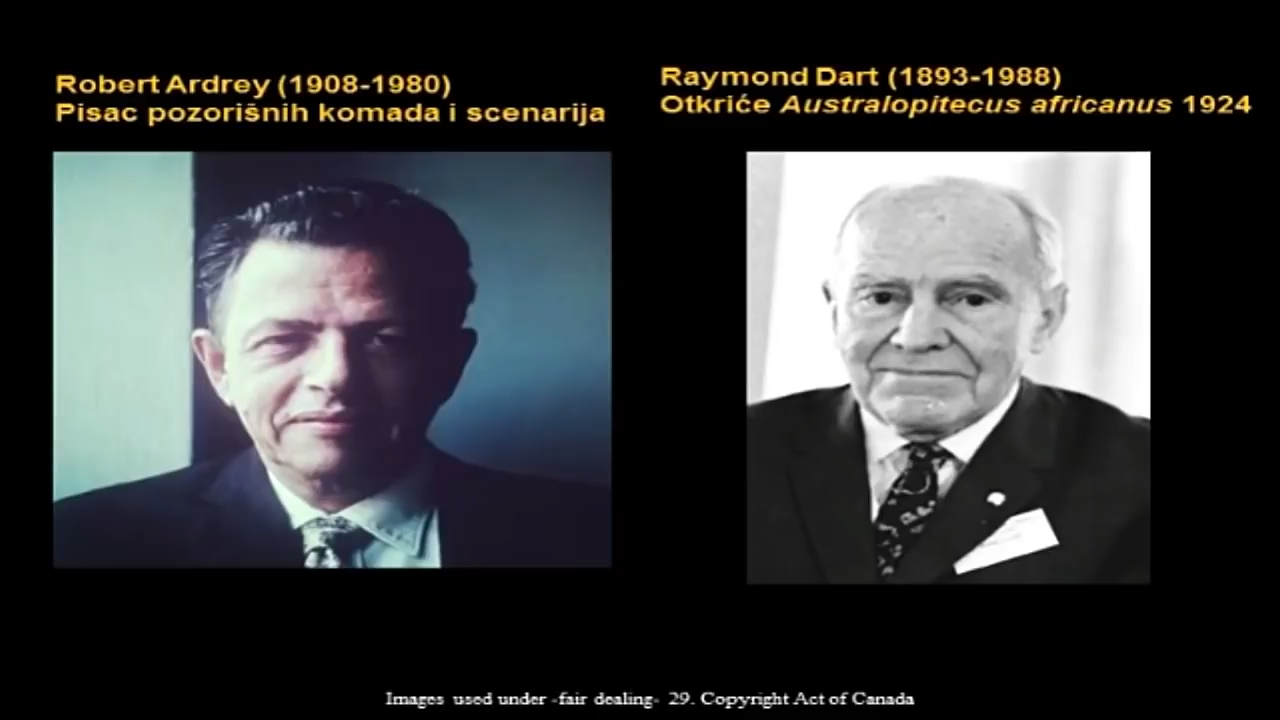 Robert Ardrey (1908-1980)
Pisac pozorišnih komada i scenarija
Raymond Dart (1893-1988)
Otkriće Australopitecus africanus 1924
Images used under -fair dealing- 29. Copyright Act of Canada